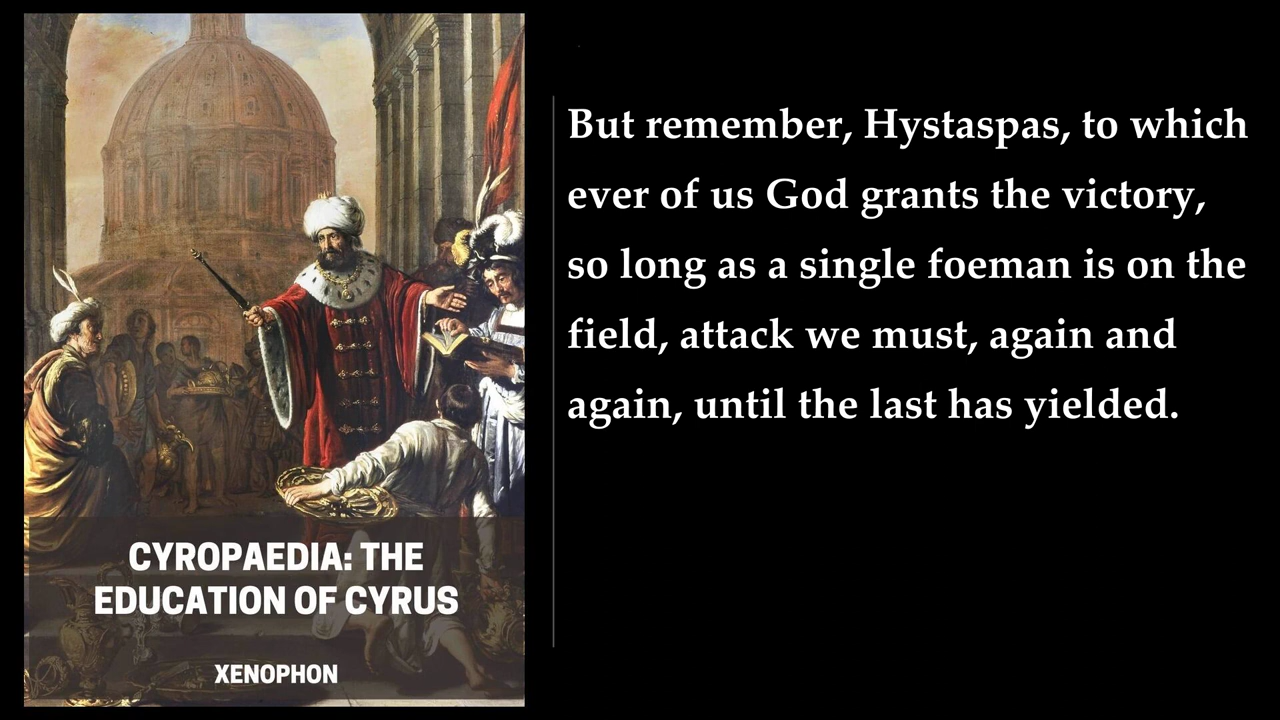 CYROPAEDIA: THE
EDUCATION OF CYRUS
XENOPHON
But remember, Hystaspas, to which
ever of us God grants the victory,
so long as a single foeman is on the
field, attack we must, again and
again, until the last has yielded.